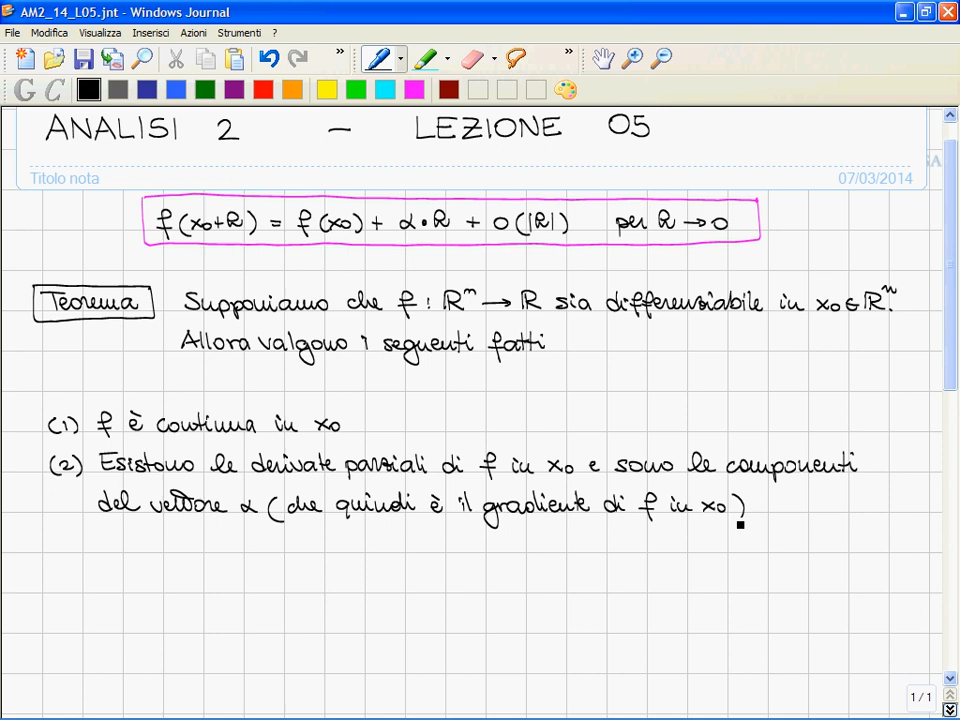 AM2_14_L05.jnt - Windows Journal
File Modifica Visualizza Inserisci Azioni Strumenti ?
G C
ANALISI 2 - LEZIONE 05
Titolo nota 07/03/2014
f(x0+h) = f(x0) + α•h + o(|h|) per h → 0
Teorema Supponiamo che f : ℝⁿ → ℝ sia differenziabile in x0 ∈ ℝⁿ.
Allora valgono i seguenti fatti
(1) f è continua in x0
(2) Esistono le derivate parziali di f in x0 e sono le componenti
del vettore α (che quindi è il gradiente di f in x0)
1 / 1